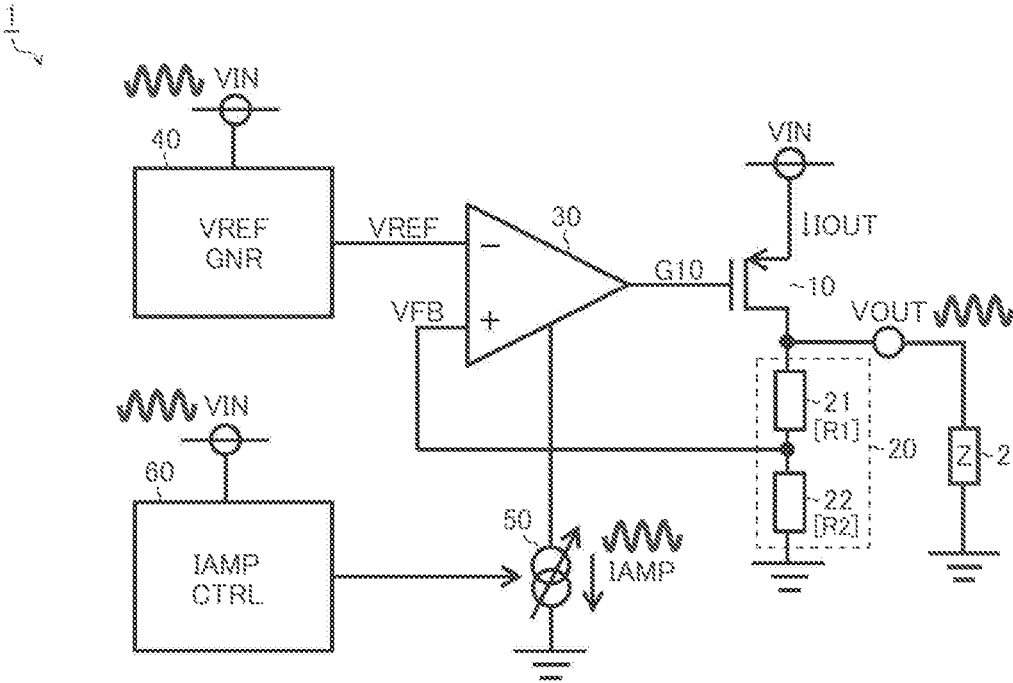 1
VIN
40
VREF
GNR
VREF
VFB
−
+
30
G10
VIN
IOUT
10
VOUT
21
[R1]
22
[R2]
20
Z
2
VIN
60
IAMP
CTRL
50
IAMP